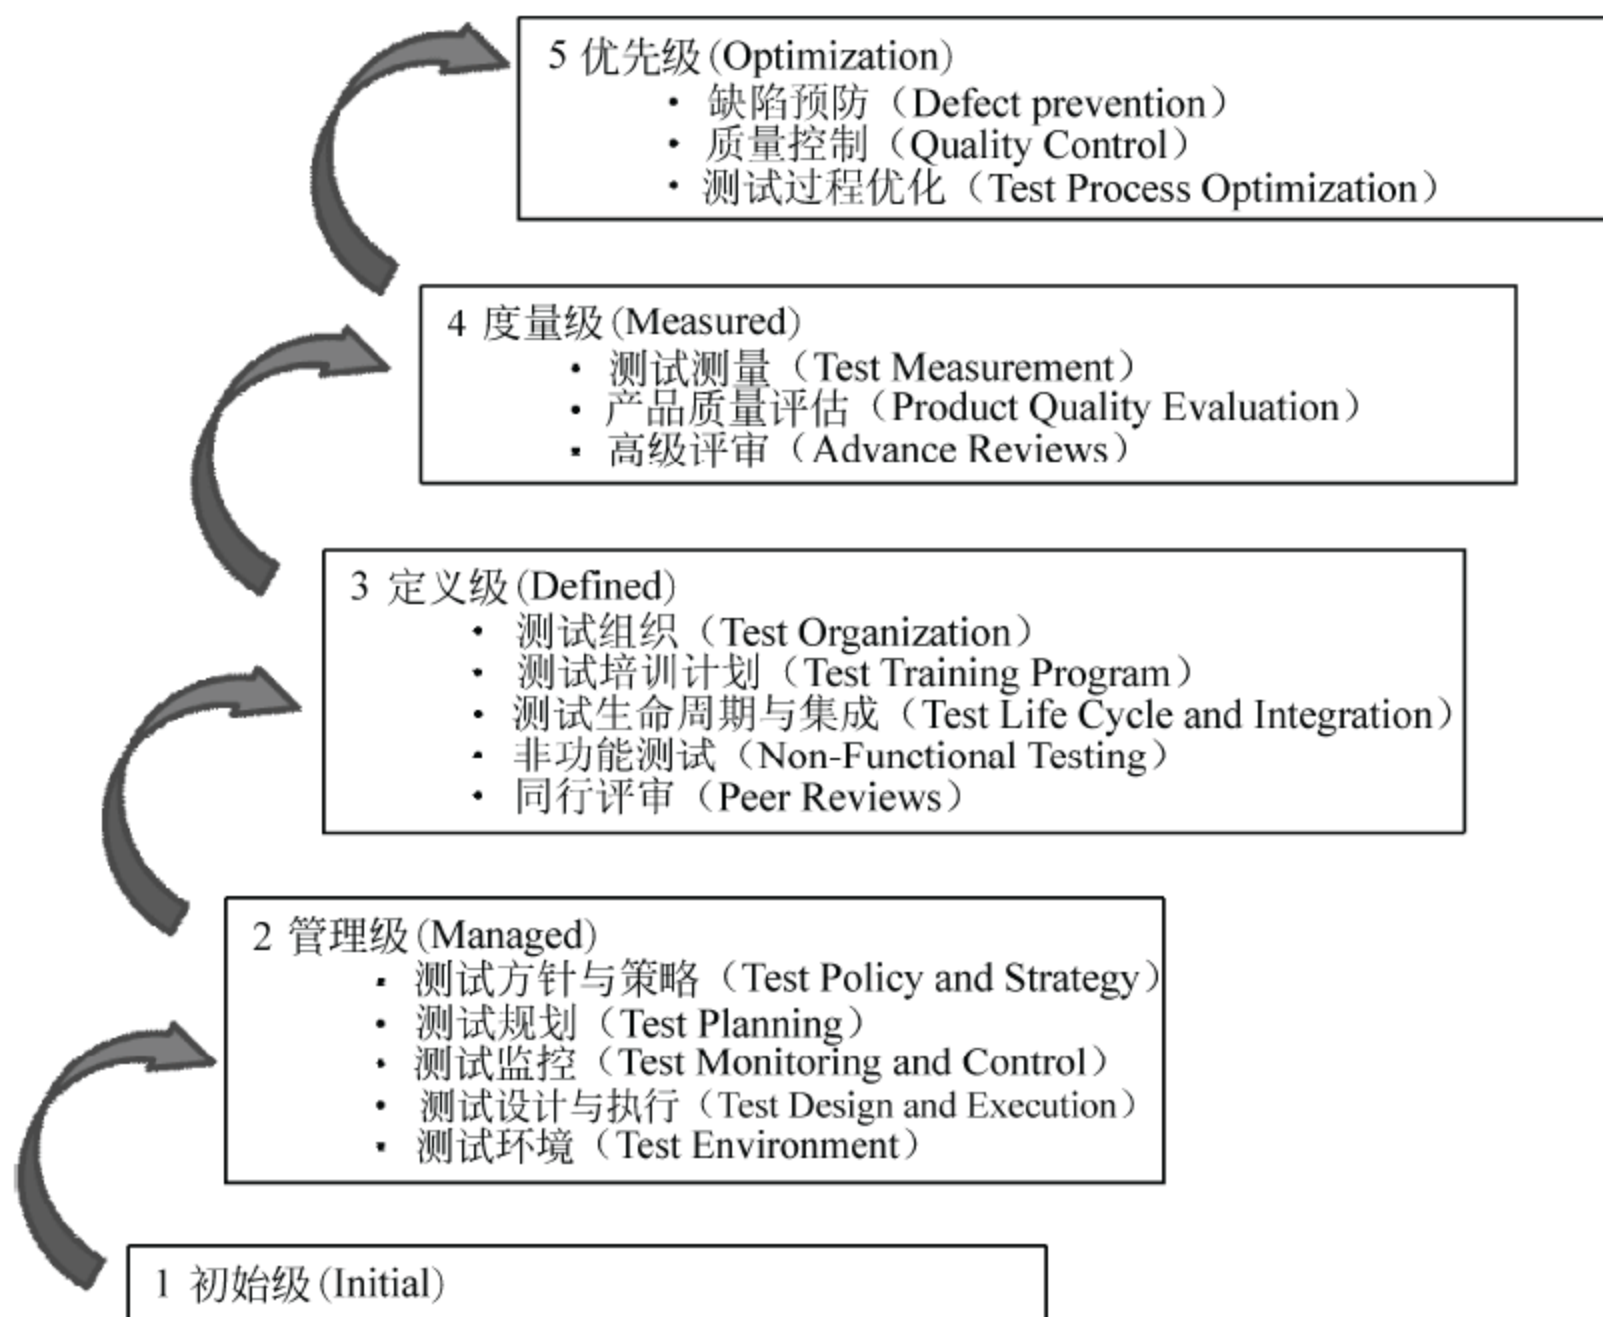 5 优先级(Optimization)
· 缺陷预防（Defect prevention）
· 质量控制（Quality Control）
· 测试过程优化（Test Process Optimization）
4 度量级(Measured)
· 测试测量（Test Measurement）
· 产品质量评估（Product Quality Evaluation）
· 高级评审（Advance Reviews）
3 定义级(Defined)
· 测试组织（Test Organization）
· 测试培训计划（Test Training Program）
· 测试生命周期与集成（Test Life Cycle and Integration）
· 非功能测试（Non-Functional Testing）
· 同行评审（Peer Reviews）
2 管理级(Managed)
· 测试方针与策略（Test Policy and Strategy）
· 测试规划（Test Planning）
· 测试监控（Test Monitoring and Control）
· 测试设计与执行（Test Design and Execution）
· 测试环境（Test Environment）
1 初始级(Initial)